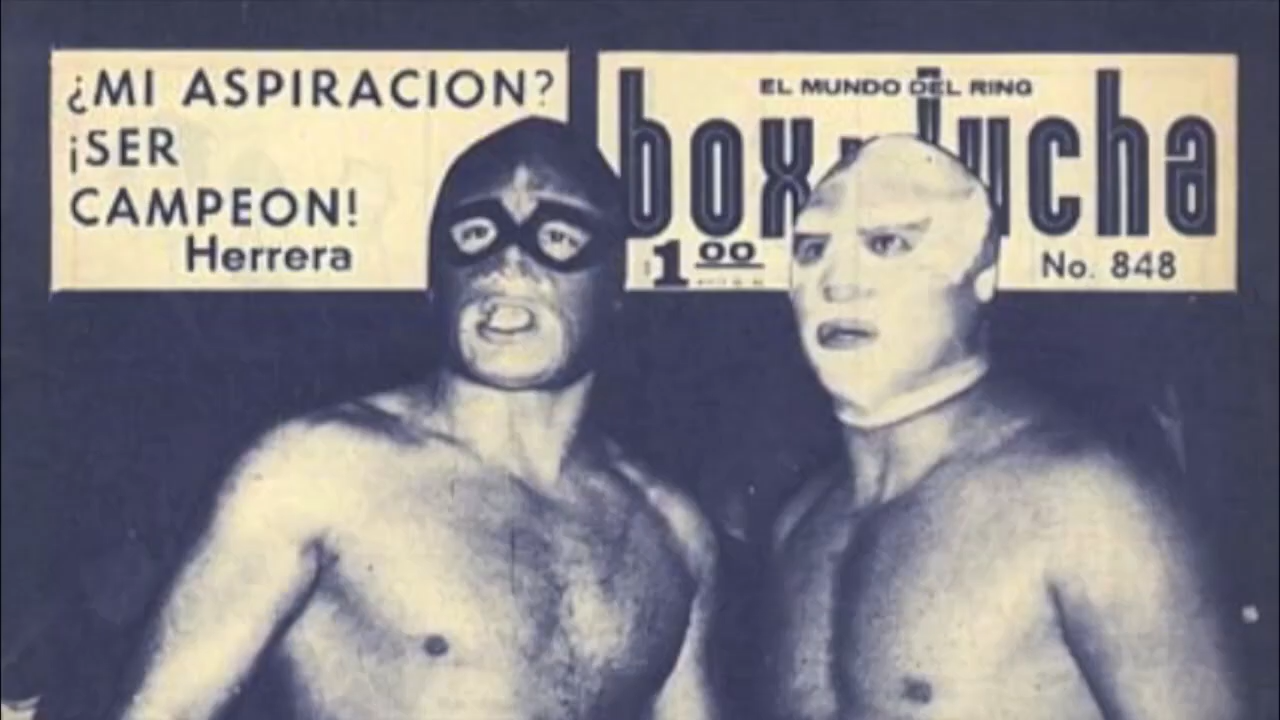 ¿MI ASPIRACION?
¡SER
CAMPEON!
Herrera
EL MUNDO DEL RING
box y lucha
$1.00
No. 848